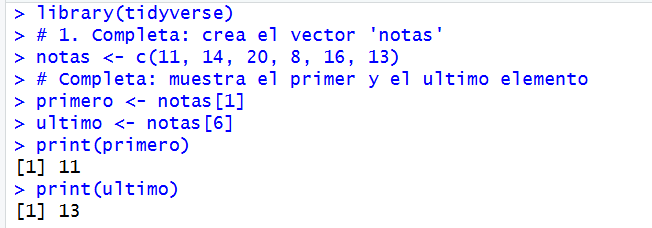 > library(tidyverse)
> # 1. Completa: crea el vector 'notas'
> notas <- c(11, 14, 20, 8, 16, 13)
> # Completa: muestra el primer y el ultimo elemento
> primero <- notas[1]
> ultimo <- notas[6]
> print(primero)
[1] 11
> print(ultimo)
[1] 13